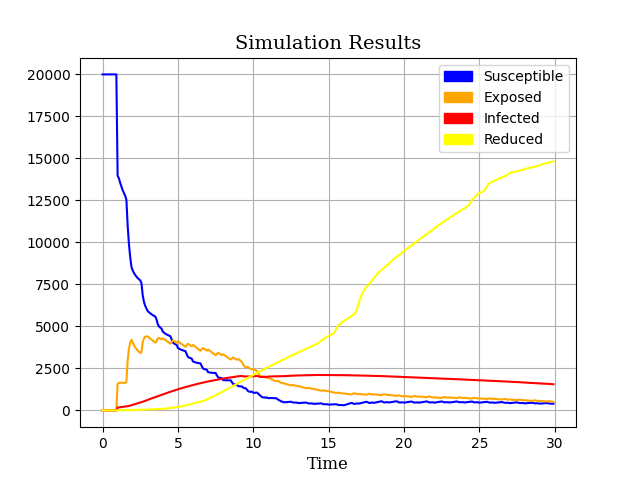 Simulation Results
20000
17500
15000
12500
10000
7500
5000
2500
0
Susceptible
Exposed
Infected
Reduced
0 5 10 15 20 25 30
Time